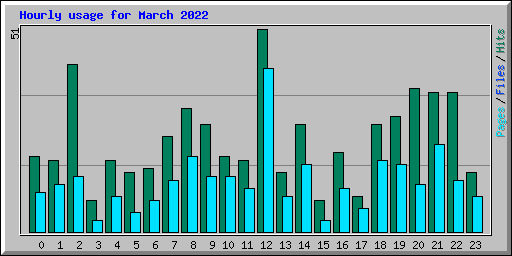 Hourly usage for March 2022
51
0 1 2 3 4 5 6 7 8 9 10 11 12 13 14 15 16 17 18 19 20 21 22 23
Pages/Files/Hits